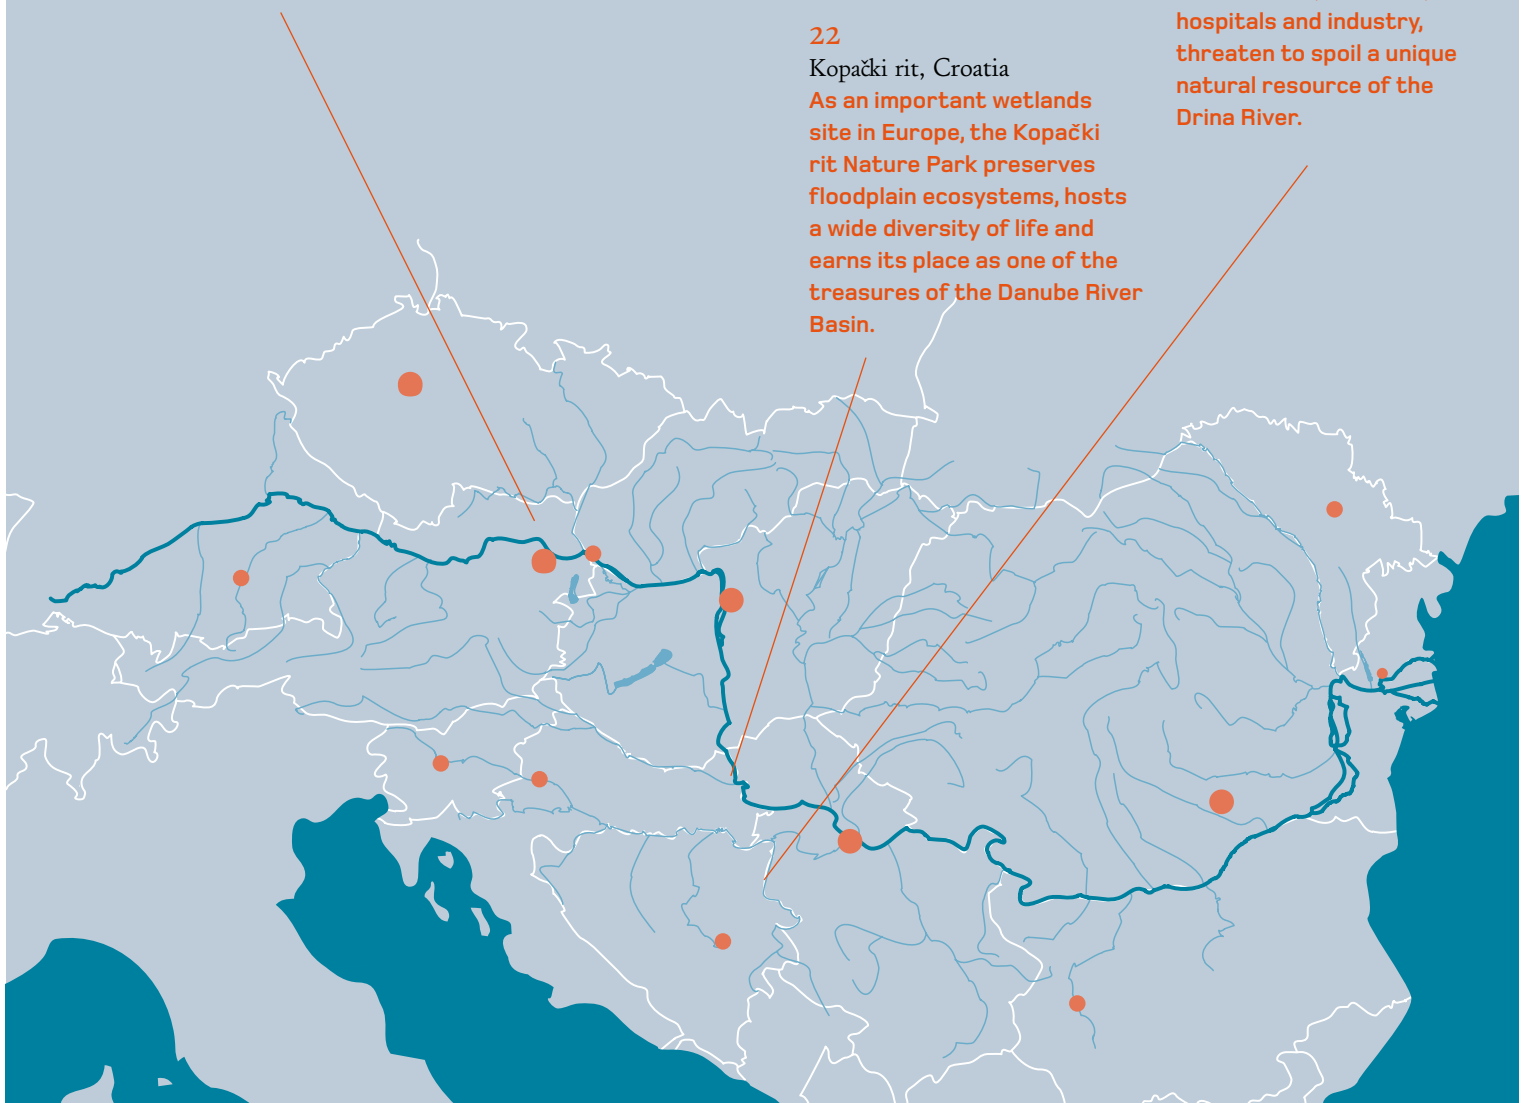 22
Kopački rit, Croatia
As an important wetlands
site in Europe, the Kopački
rit Nature Park preserves
floodplain ecosystems, hosts
a wide diversity of life and
earns its place as one of the
treasures of the Danube River
Basin.
hospitals and industry,
threaten to spoil a unique
natural resource of the
Drina River.